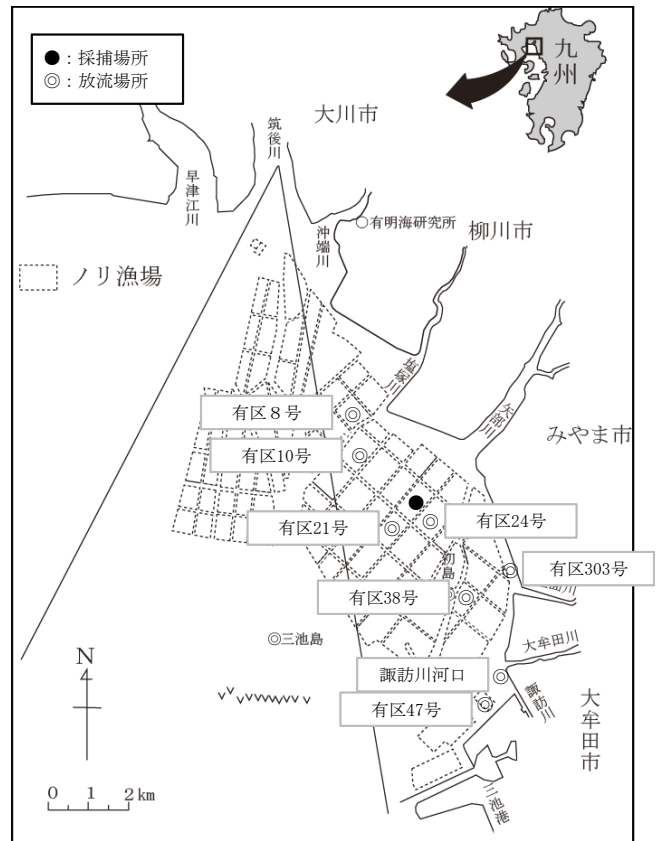 ●：採捕場所
◎：放流場所
九州
大川市
筑後川
早津江川
沖端川
○有明海研究所
柳川市
ノリ漁場
塩塚川
矢部川
みやま市
有区８号
有区10号
有区21号
有区24号
初島
有区303号
川
有区38号
◎三池島
大牟田川
諏訪川河口
諏訪川
有区47号
大牟田市
三池港
N
0 1 2km